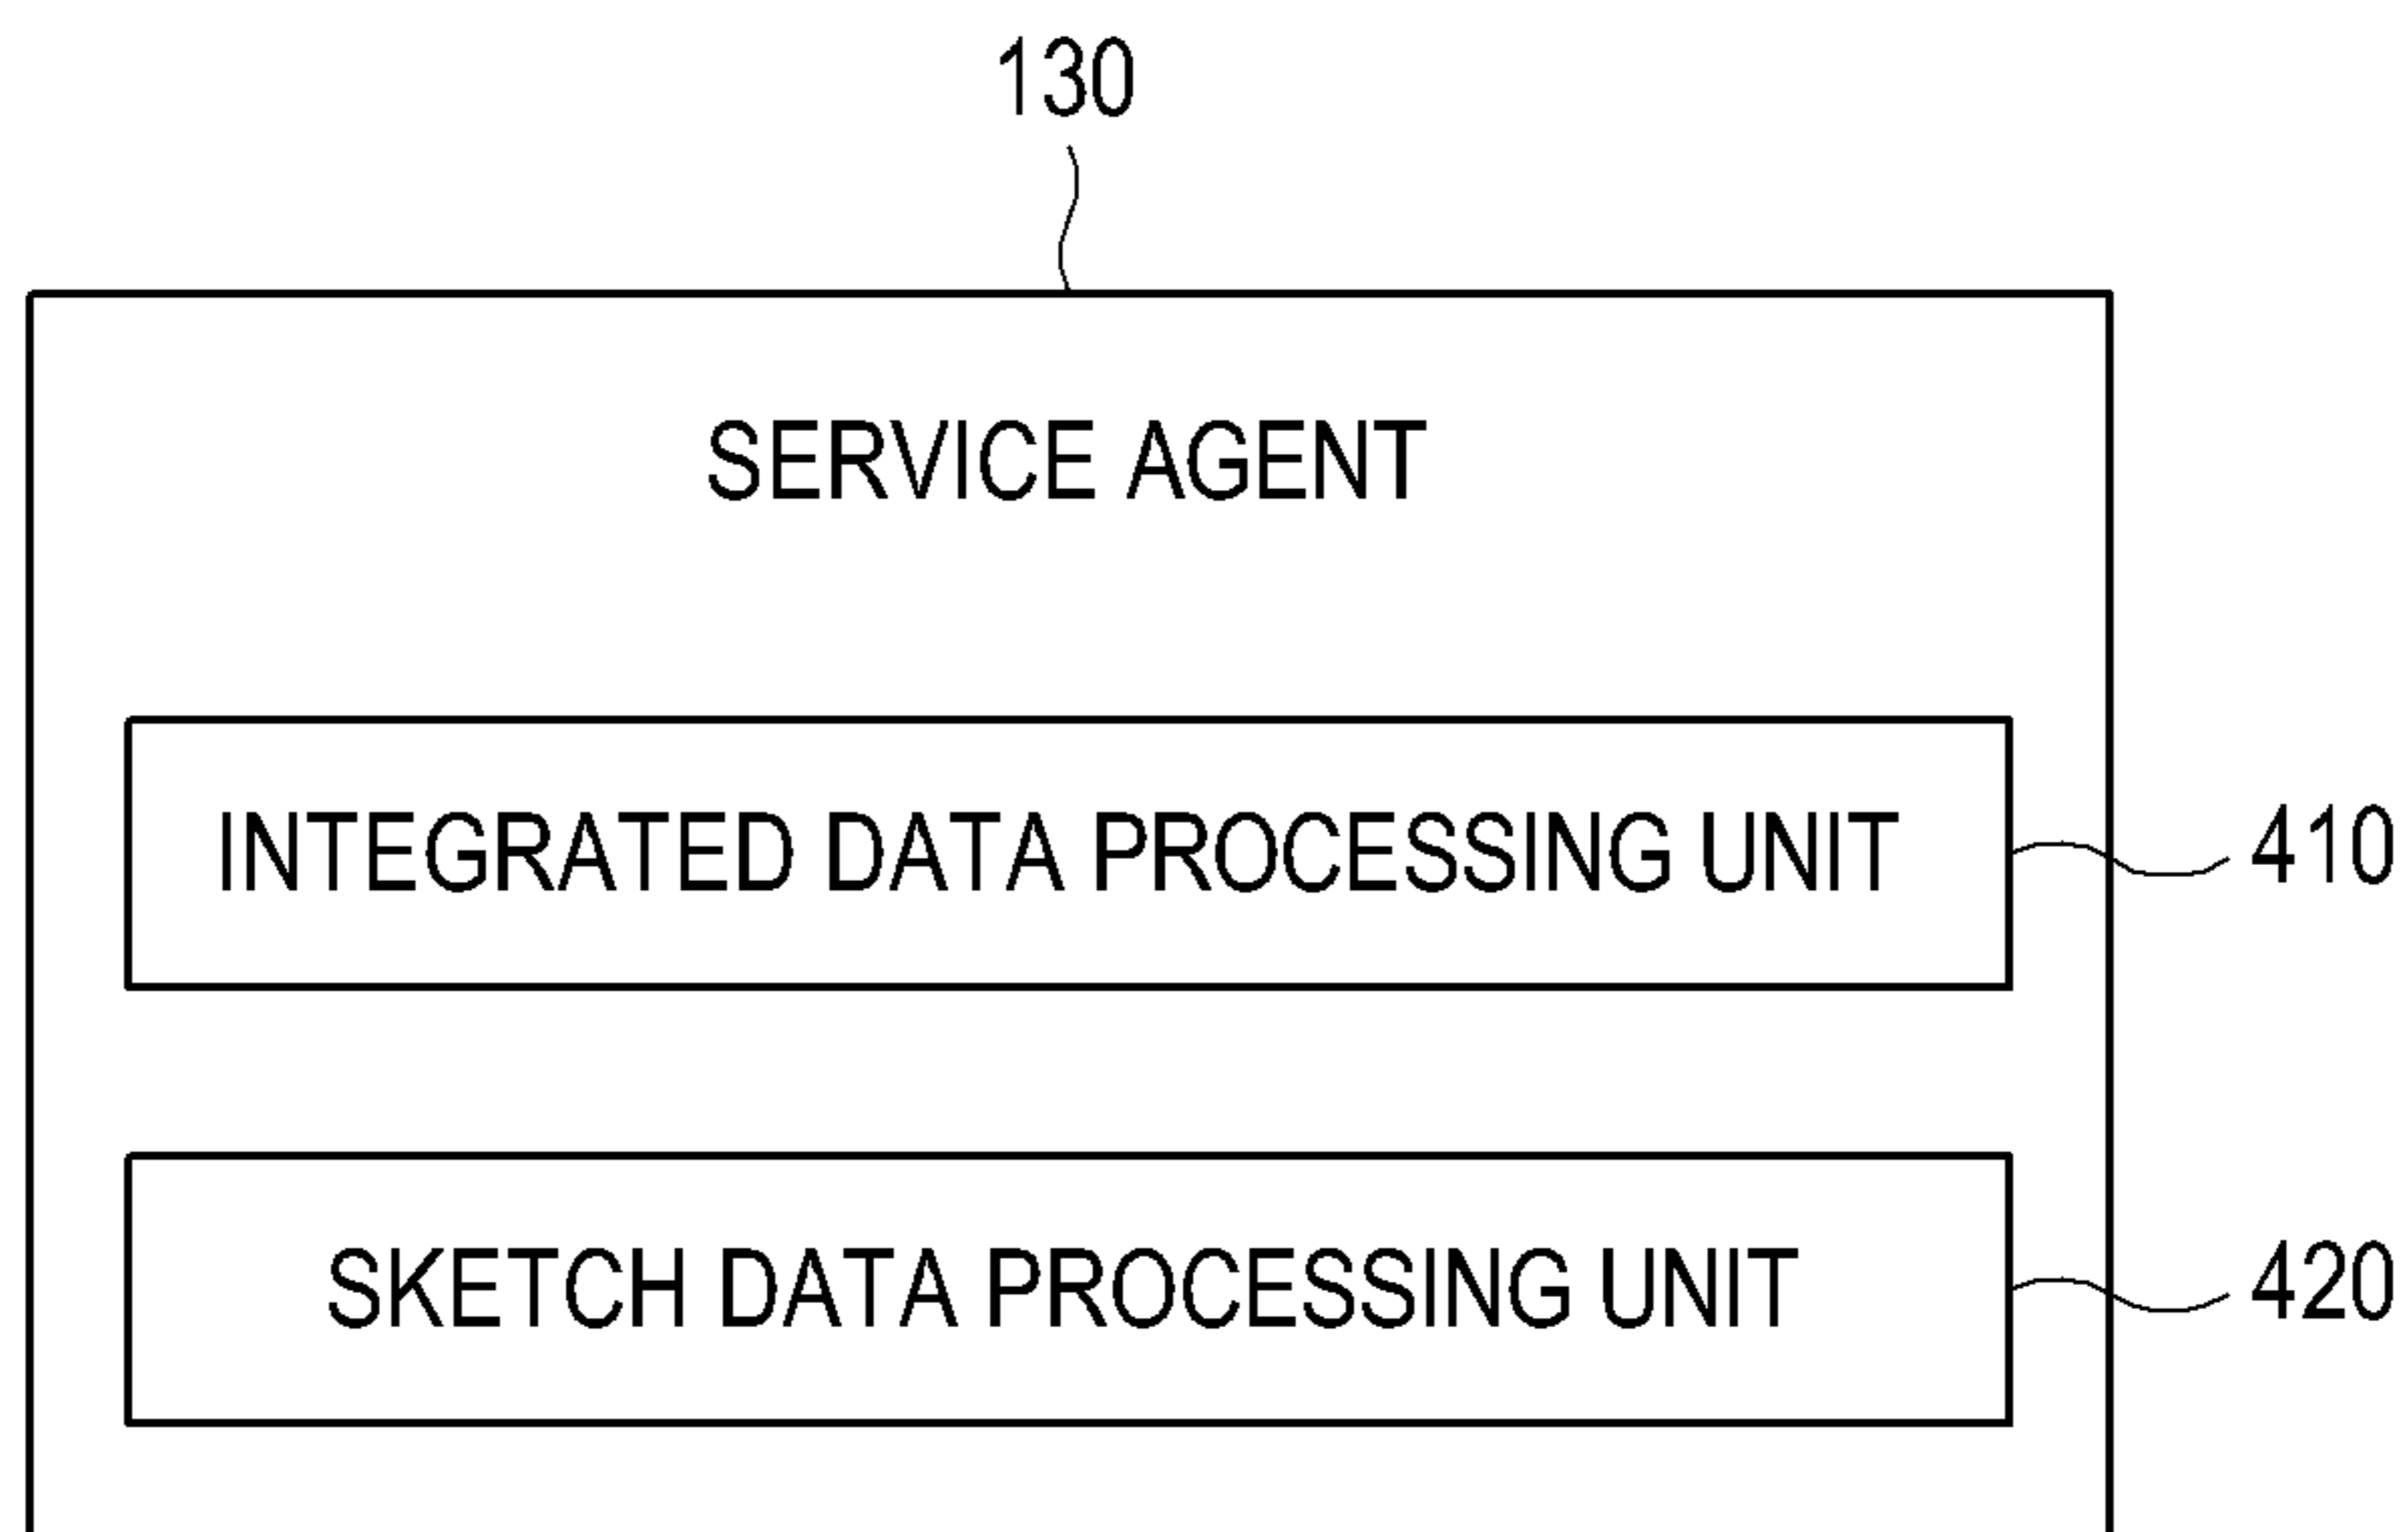 130
SERVICE AGENT
INTEGRATED DATA PROCESSING UNIT
410
SKETCH DATA PROCESSING UNIT
420